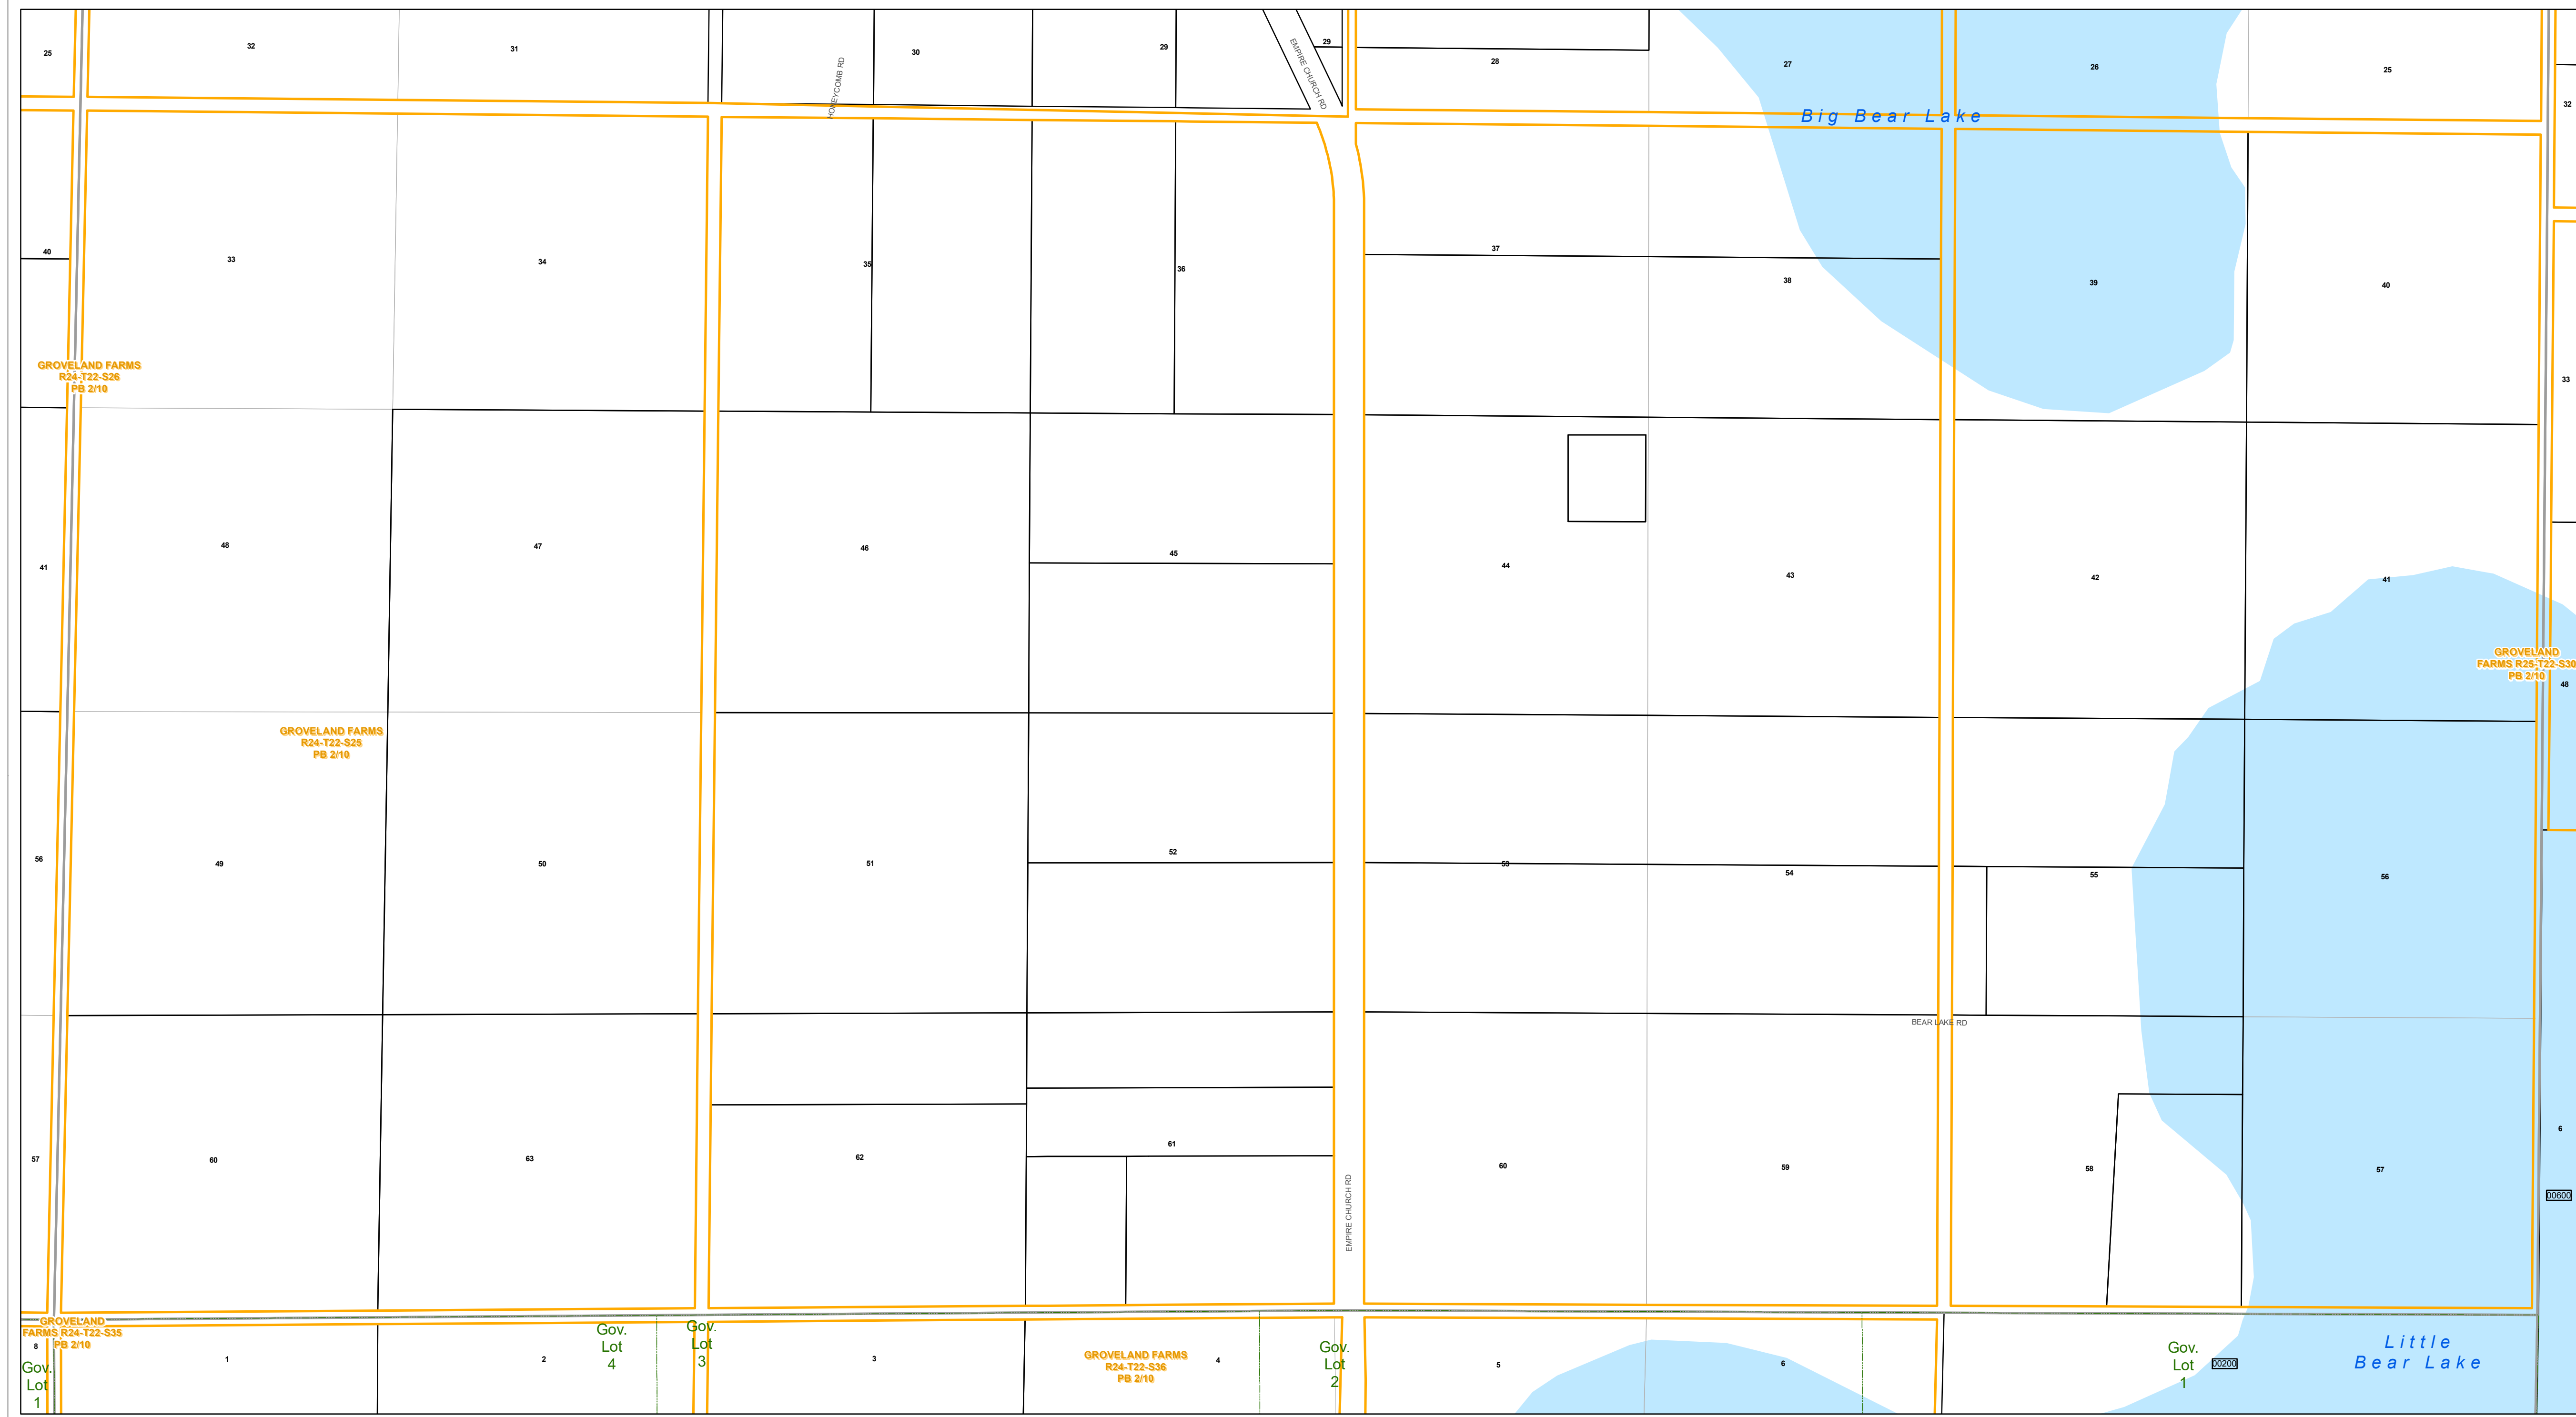 25
32
31
30
29
29
28
27
26
25
32
HONEYCOMB RD
EMPIRE CHURCH RD
Big Bear Lake
40
33
34
35
36
37
38
39
40
33
GROVELAND FARMS
R24-T22-S26
PB 2/10
41
48
47
46
45
44
43
42
41
48
GROVELAND
FARMS R25-T22-S30
PB 2/10
GROVELAND FARMS
R24-T22-S25
PB 2/10
56
49
50
51
52
53
54
55
56
BEAR LAKE RD
57
60
63
62
61
60
59
58
57
6
EMPIRE CHURCH RD
00600
GROVELAND
FARMS R24-T22-S35
PB 2/10
8
Gov.
Lot
1
1
2
Gov.
Lot
4
Gov.
Lot
3
3
GROVELAND FARMS
R24-T22-S36
PB 2/10
4
Gov.
Lot
2
5
6
Gov.
Lot
1
00200
Little
Bear Lake